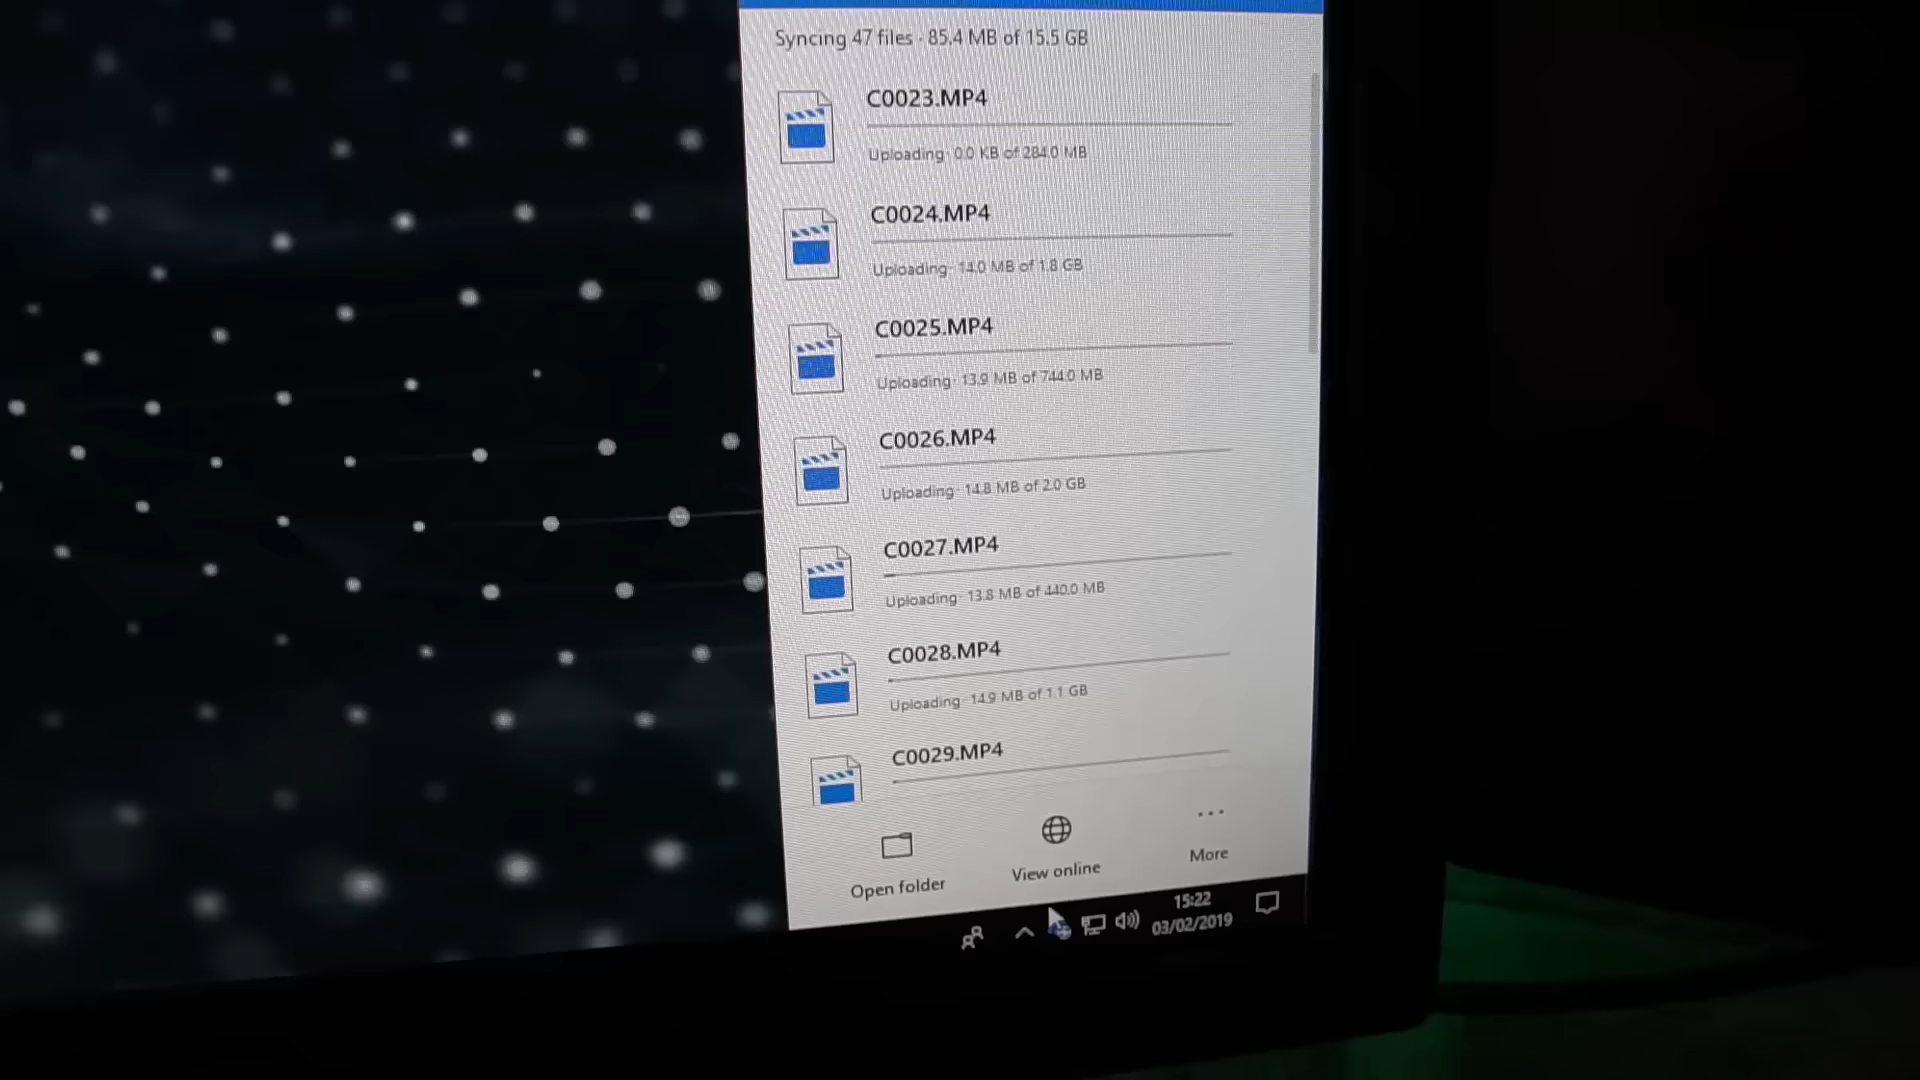 Syncing 47 files - 85.4 MB of 15.5 GB
C0023.MP4
Uploading · 0.0 KB of 284.0 MB
C0024.MP4
Uploading · 14.0 MB of 1.8 GB
C0025.MP4
Uploading · 13.9 MB of 744.0 MB
C0026.MP4
Uploading · 14.8 MB of 2.0 GB
C0027.MP4
Uploading · 13.8 MB of 440.0 MB
C0028.MP4
Uploading · 14.9 MB of 1.1 GB
C0029.MP4
Open folder
View online
More
15:22
03/02/2019